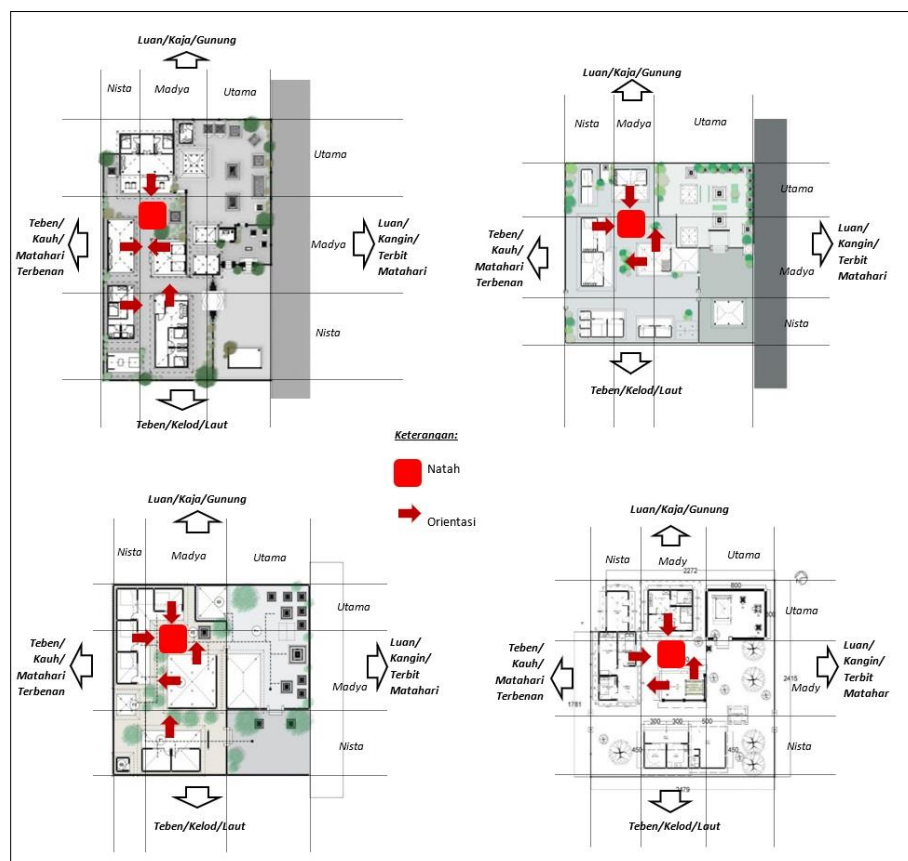 Luan/Kaja/Gunung
Nista
Madya
Utama
Utama
Teben/
Kauh/
Matahari
Terbenan
Madya
Luan/
Kangin/
Terbit
Matahari
Nista
Teben/Kelod/Laut
Luan/Kaja/Gunung
Nista
Madya
Utama
Utama
Teben/
Kauh/
Matahari
Terbenan
Luan/
Kangin/
Terbit
Matahari
Madya
Nista
Teben/Kelod/Laut
Keterangan:
Natah
Orientasi
Luan/Kaja/Gunung
Nista
Madya
Utama
Utama
Teben/
Kauh/
Matahari
Terbenan
Luan/
Kangin/
Terbit
Matahari
Madya
Nista
Teben/Kelod/Laut
Luan/Kaja/Gunung
Nista
Mady
Utama
2272
800
Utama
Teben/
Kauh/
Matahari
Terbenan
Luan/
Kangin/
Terbit
Matahar
2415
Mady
1781
300 300 500
450
450
Nista
2479
Teben/Kelod/Laut